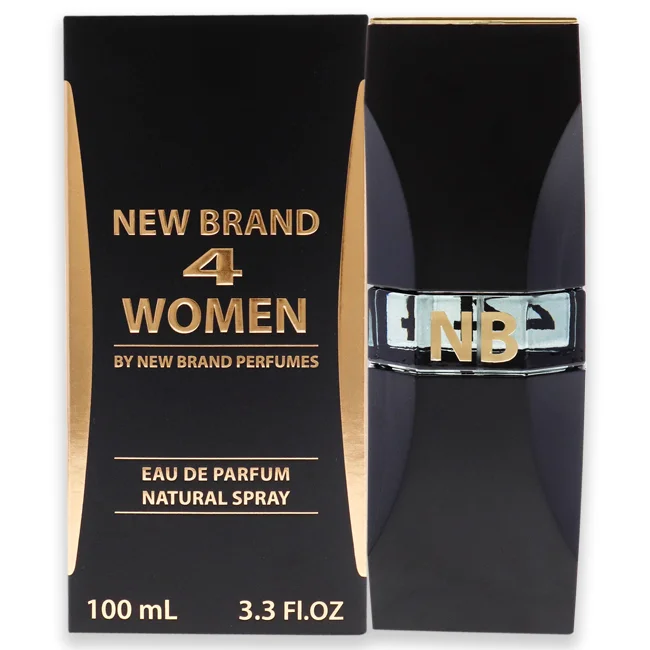 NEW BRAND
4
WOMEN
BY NEW BRAND PERFUMES
EAU DE PARFUM
NATURAL SPRAY
100 mL 3.3 Fl.OZ
NB